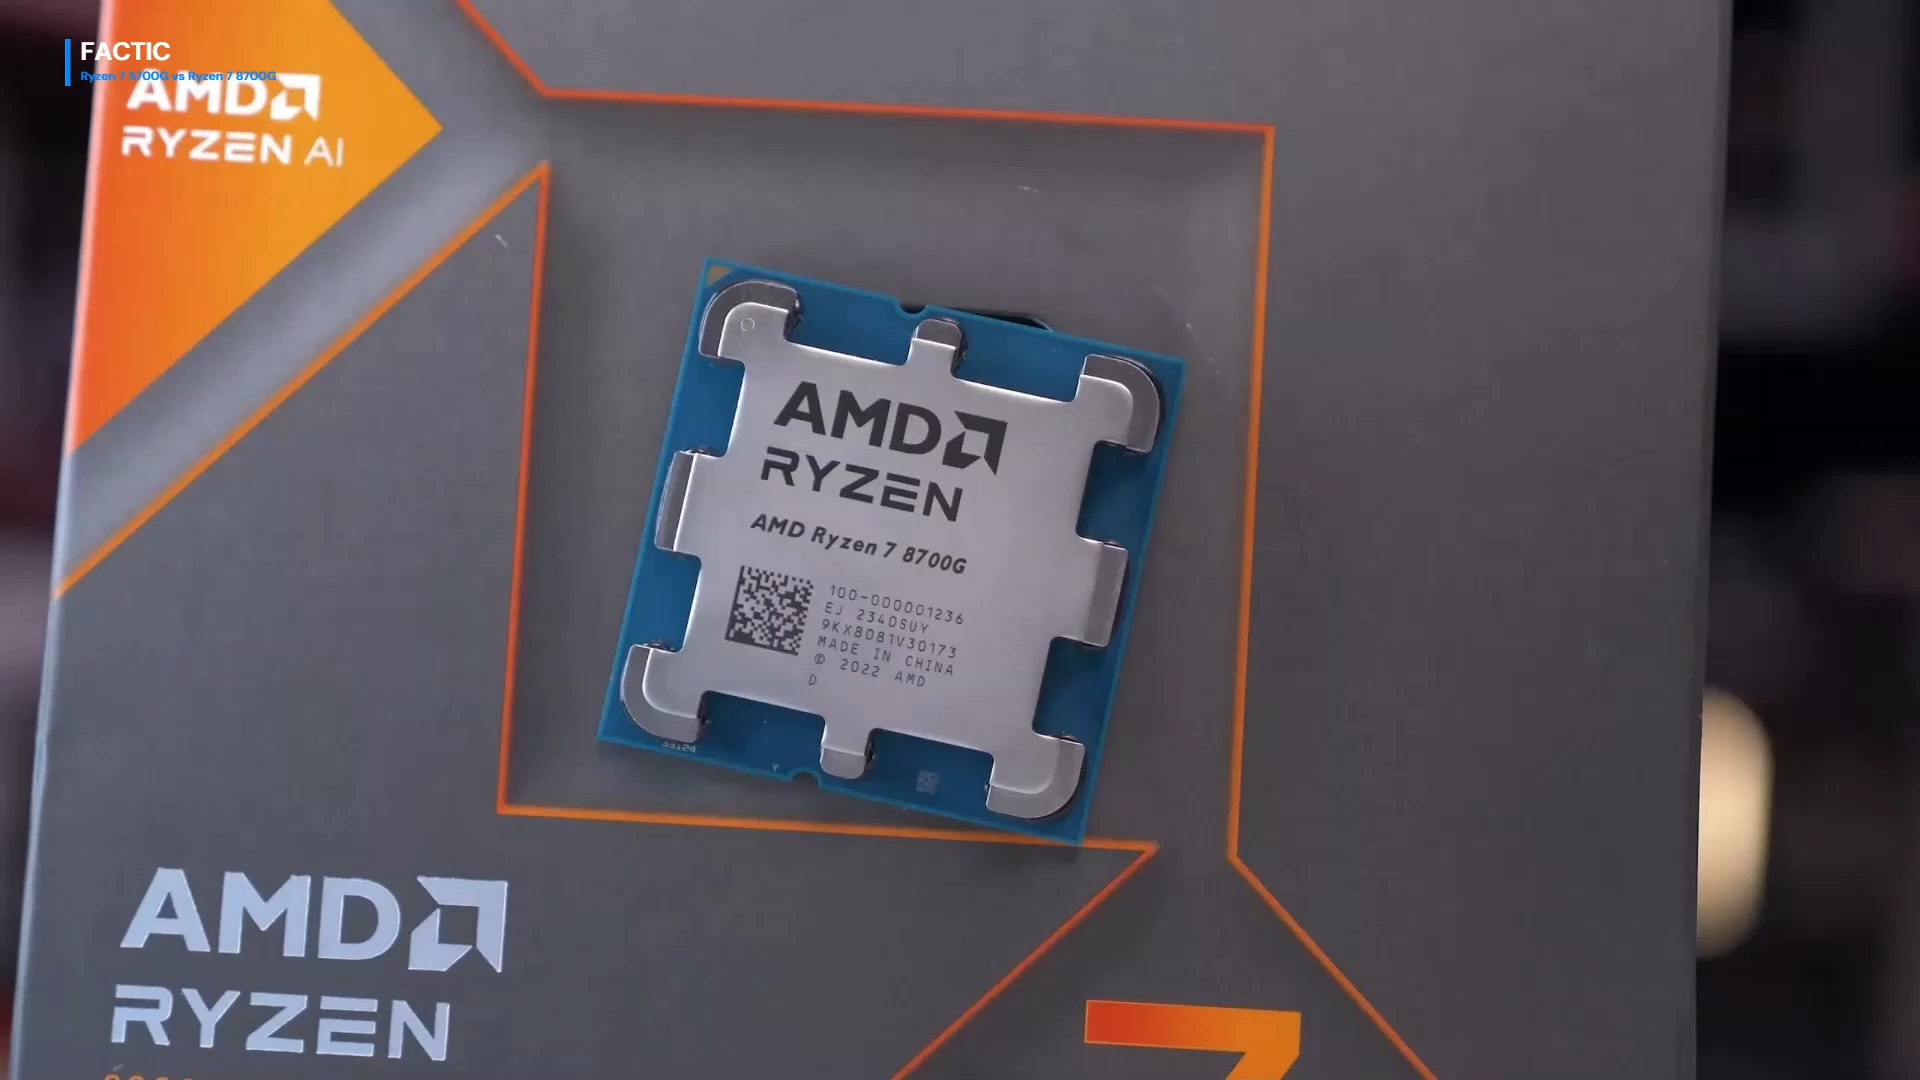 FACTIC
Ryzen 7 5700G vs Ryzen 7 8700G
AMD
RYZEN AI
AMD
RYZEN
AMD Ryzen 7 8700G
100-000001236
EJ 2340SUY
9KX8081V30173
MADE IN CHINA
© 2022 AMD
D
33124
AMD
RYZEN
7